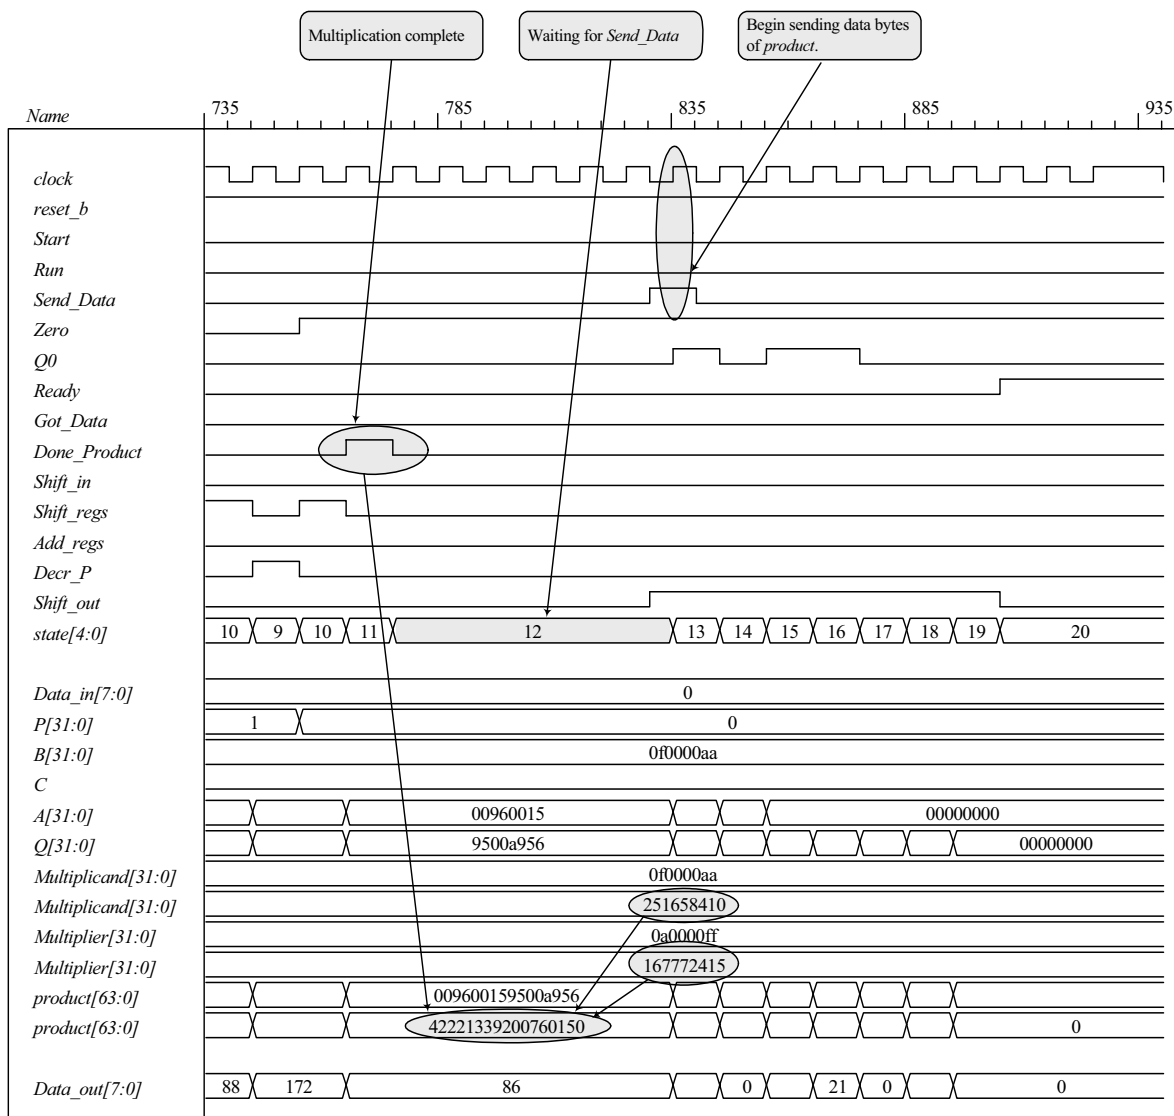 Multiplication complete
Waiting for Send_Data
Begin sending data bytes
of product.
Name
735 785 835 885 935
clock
reset_b
Start
Run
Send_Data
Zero
Q0
Ready
Got_Data
Done_Product
Shift_in
Shift_regs
Add_regs
Decr_P
Shift_out
state[4:0] 10 9 10 11 12 13 14 15 16 17 18 19 20
Data_in[7:0] 0
P[31:0] 1 0
B[31:0] 0f0000aa
C
A[31:0] 00960015 00000000
Q[31:0] 9500a956 00000000
Multiplicand[31:0] 0f0000aa
Multiplicand[31:0] 251658410
Multiplier[31:0] 0a0000ff
Multiplier[31:0] 167772415
product[63:0] 009600159500a956
product[63:0] 42221339200760150 0
Data_out[7:0] 88 172 86 0 21 0 0